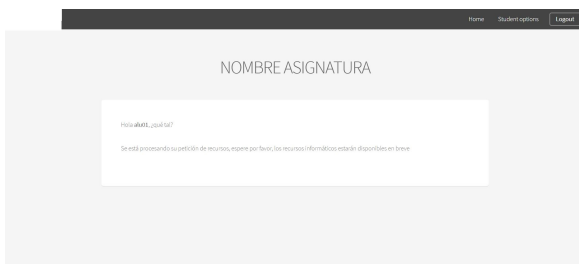 Home Student options Logout
NOMBRE ASIGNATURA
Hola alu01, ¿qué tal?
Se está procesando su petición de recursos, espere por favor, los recursos informáticos estarán disponibles en breve